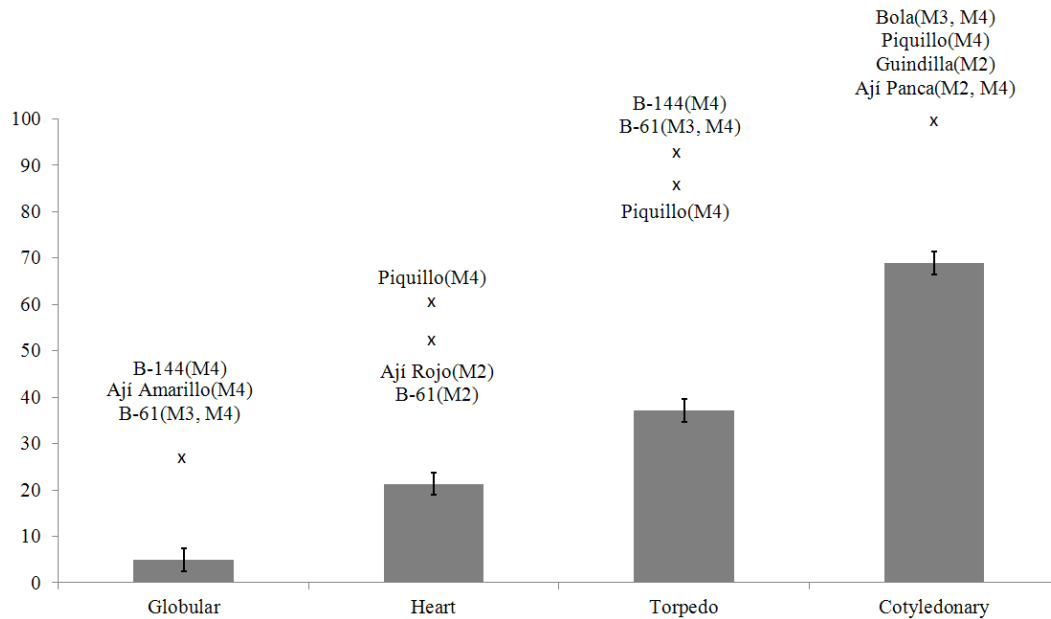 Bola(M3, M4)
Piquillo(M4)
Guindilla(M2)
Ají Panca(M2, M4)
x
B-144(M4)
B-61(M3, M4)
x
x
Piquillo(M4)
Piquillo(M4)
x
x
Ají Rojo(M2)
B-61(M2)
B-144(M4)
Ají Amarillo(M4)
B-61(M3, M4)
x
100
90
80
70
60
50
40
30
20
10
0
Globular
Heart
Torpedo
Cotyledonary